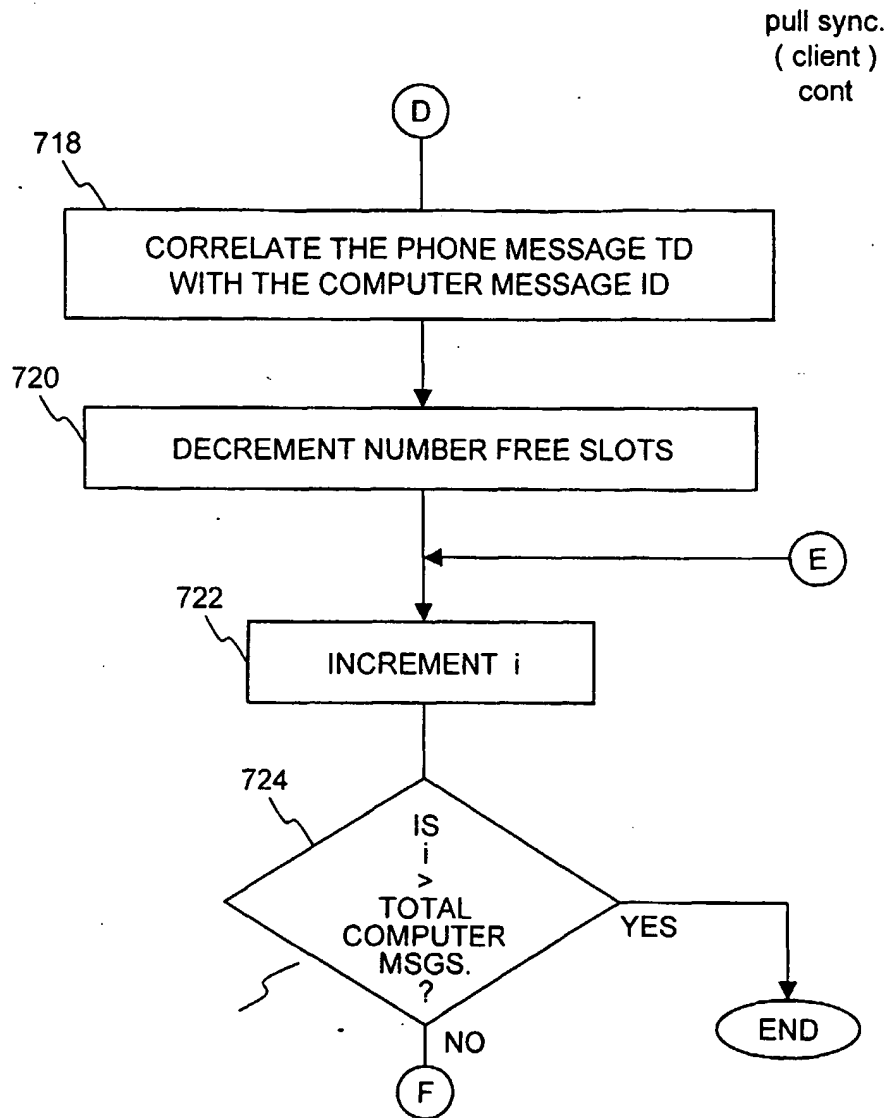 pull sync.
( client )
cont
D
718
CORRELATE THE PHONE MESSAGE TD
WITH THE COMPUTER MESSAGE ID
720
DECREMENT NUMBER FREE SLOTS
E
722
INCREMENT i
724
IS
i
>
TOTAL
COMPUTER
MSGS.
?
YES
END
NO
F